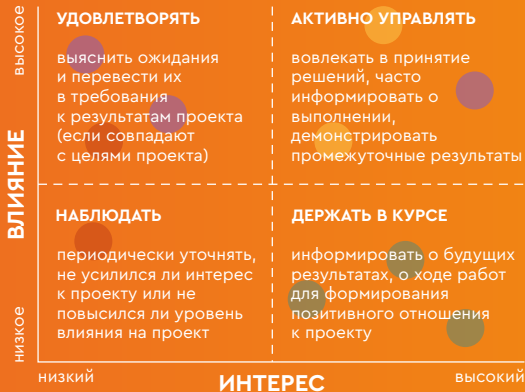 высокое
ВЛИЯНИЕ
низкое
УДОВЛЕТВОРЯТЬ
выяснить ожидания
и перевести их
в требования
к результатам проекта
(если совпадают
с целями проекта)
АКТИВНО УПРАВЛЯТЬ
вовлекать в принятие
решений, часто
информировать о
выполнении,
демонстрировать
промежуточные результаты
НАБЛЮДАТЬ
периодически уточнять,
не усилился ли интерес
к проекту или не
повысился ли уровень
влияния на проект
ДЕРЖАТЬ В КУРСЕ
информировать о будущих
результатах, о ходе работ
для формирования
позитивного отношения
к проекту
низкий
ИНТЕРЕС
высокий